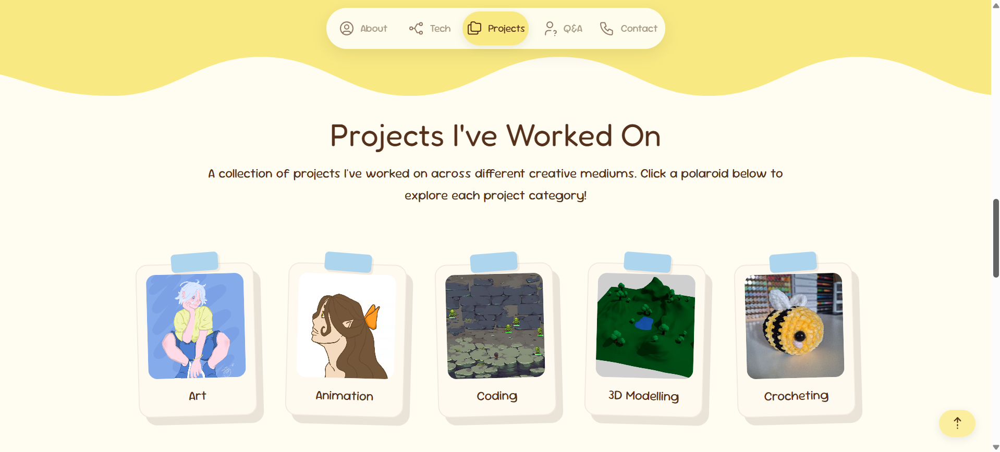 About
Tech
Projects
Q&A
Contact
Projects I've Worked On
A collection of projects I've worked on across different creative mediums. Click a polaroid below to
explore each project category!
Art
Animation
Coding
3D Modelling
Crocheting